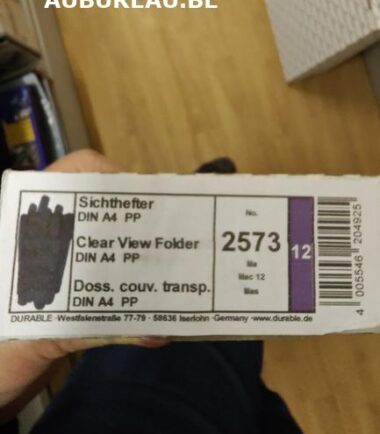 AUBUREAU.BE
Sichthefter
DIN A4 PP
Clear View Folder
DIN A4 PP
Doss. couv. transp.
DIN A4 PP
No.
2573
12
4 005546 204925
DURABLE ·Westfalenstraße 77-79 · 58636 Iserlohn ·Germany ·www.durable.de